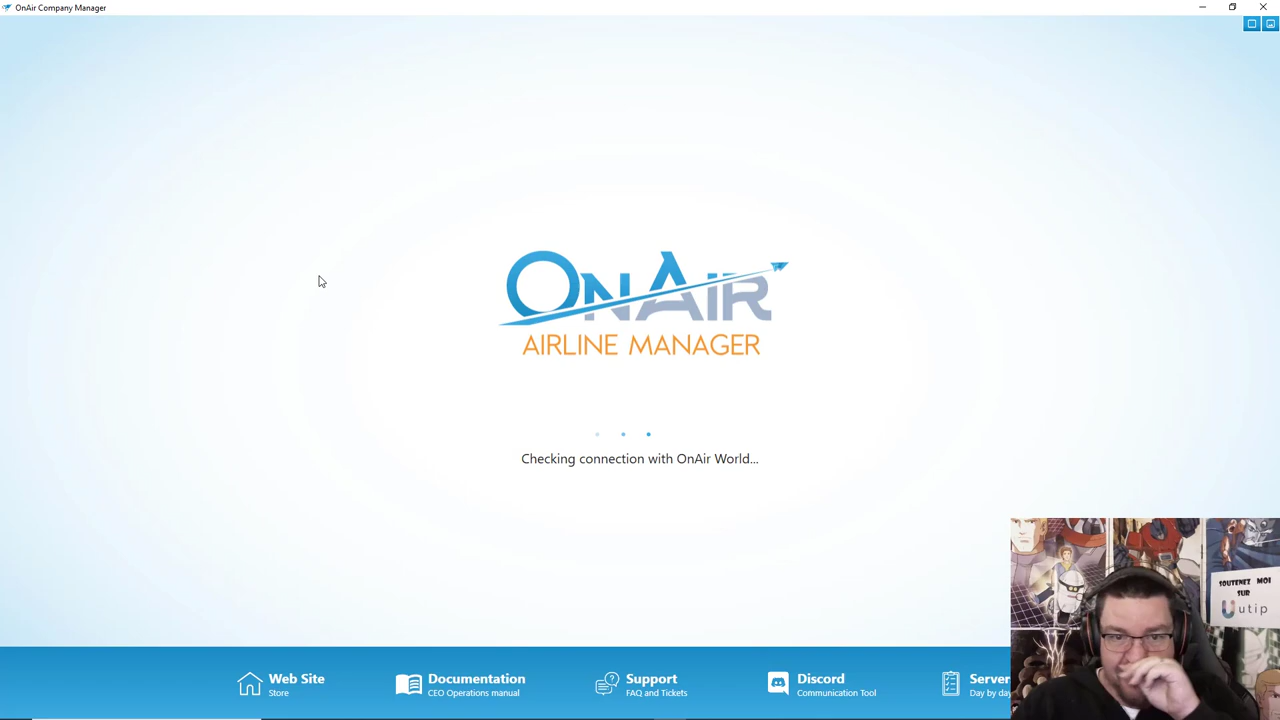 OnAir Company Manager
OnAir
AIRLINE MANAGER
Checking connection with OnAir World...
SOUTENEZ MOI
SUR
utip
Web Site
Store
Documentation
CEO Operations manual
Support
FAQ and Tickets
Discord
Communication Tool
Server
Day by da